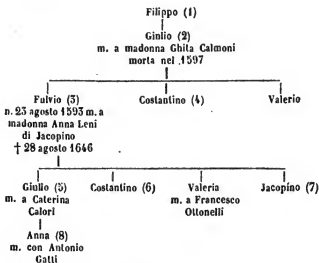 Filippo (1)
Giulio (2)
m. a madonna Ghita Calmoni
morta nel 1597
Fulvio (3) Costantino (4) Valerio
n. 23 agosto 1593 m. a
madonna Anna Leni
di Jacopino
† 28 agosto 1646
Giulio (5) Costantino (6) Valeria Jacopino (7)
m. a Caterina m. a Francesco
Calori Ottonelli
Anna (8)
m. con Antonio
Gatti